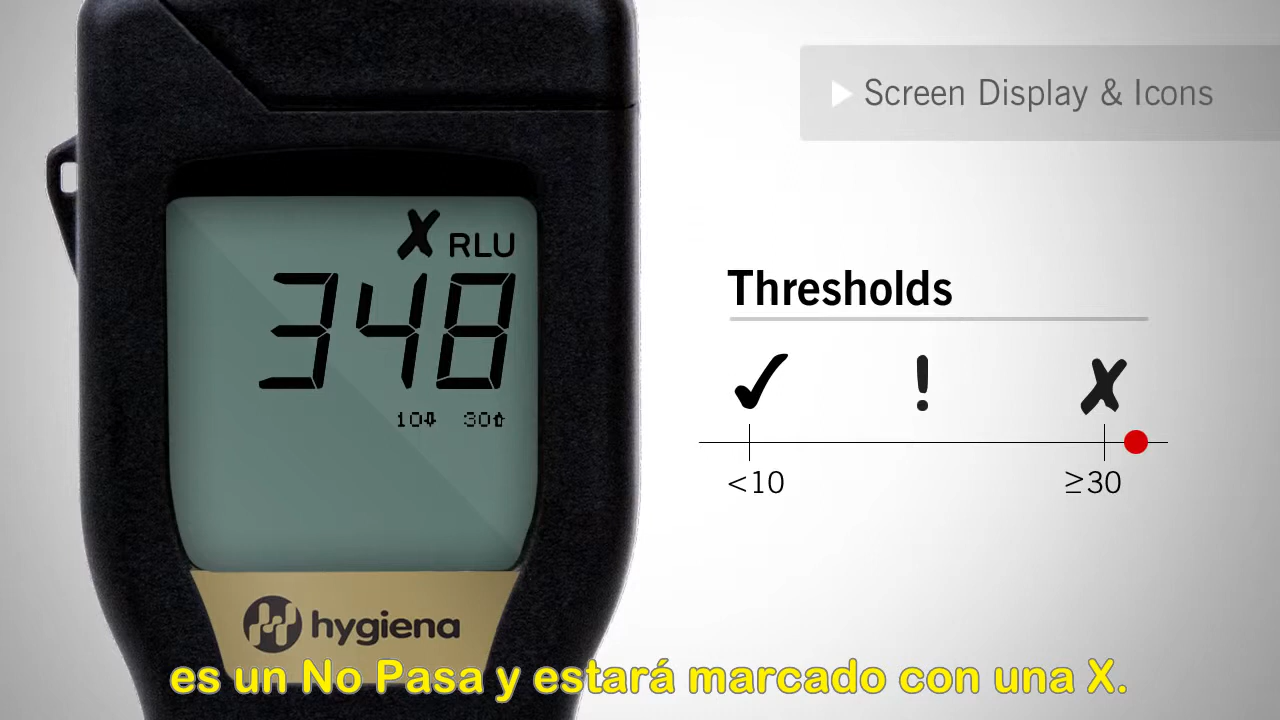 Screen Display & Icons
X RLU
348
10 30
Thresholds
✓ ! X
<10 ≥30
hygiena
es un No Pasa y estará marcado con una X.